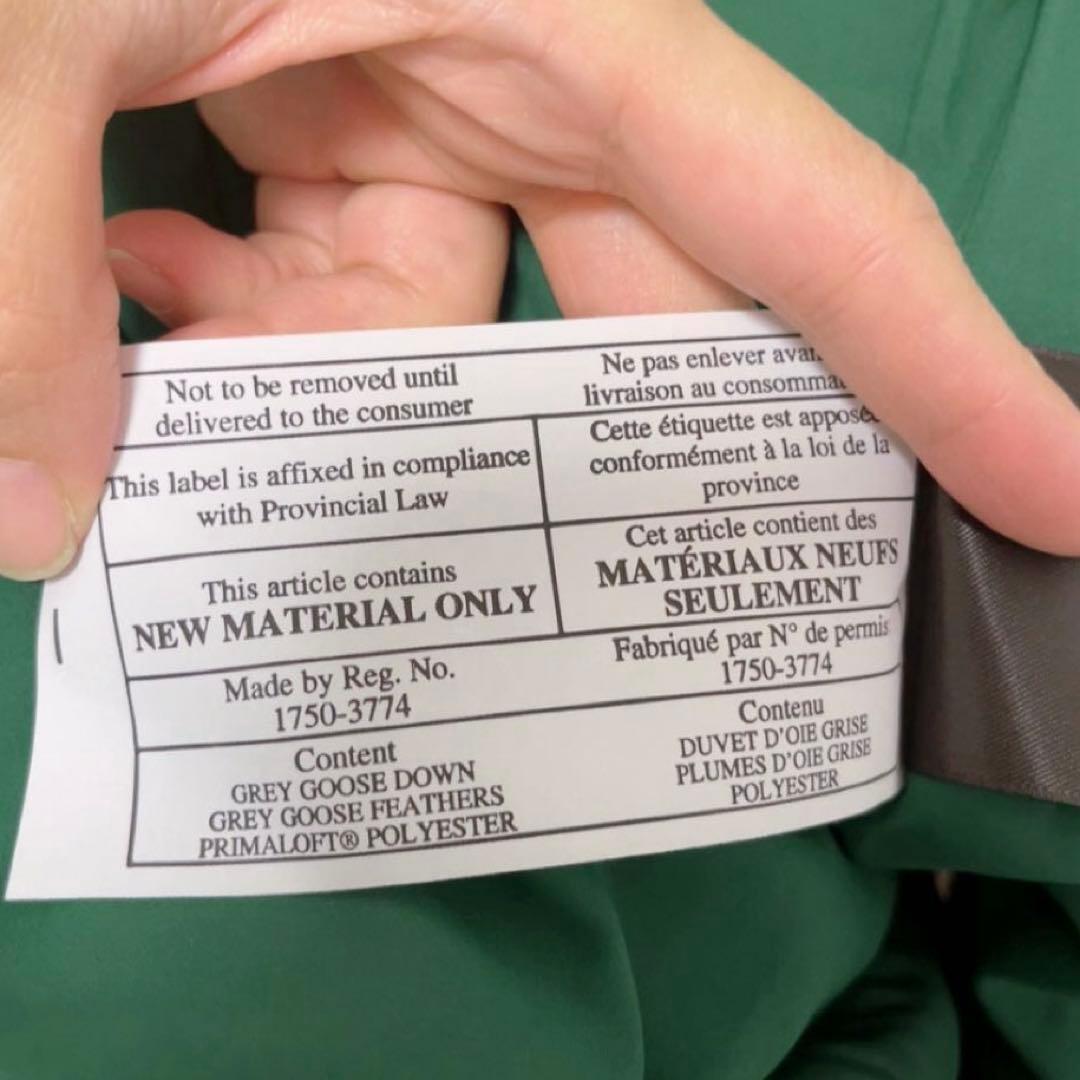 Not to be removed until
delivered to the consumer
Ne pas enlever
livraison au
This label is affixed in compliance
with Provincial Law
Cette étiquette est
conformément à la loi de la
province
This article contains
NEW MATERIAL ONLY
Cet article contient des
MATÉRIAUX NEUFS
SEULEMENT
Made by Reg. No.
1750-3774
Fabriqué par N° de permis
1750-3774
Content
GREY GOOSE DOWN
GREY GOOSE FEATHERS
PRIMALOFT® POLYESTER
Contenu
DUVET D'OIE GRISE
PLUMES D'OIE GRISE
POLYESTER